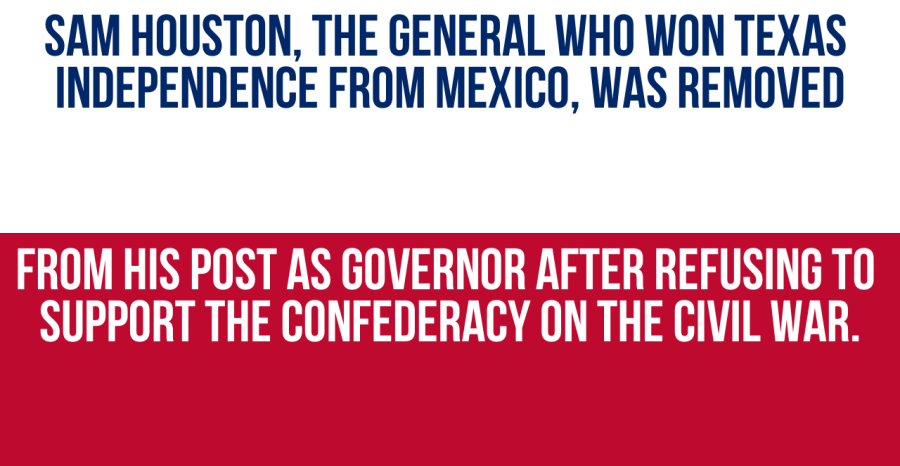 SAM HOUSTON, THE GENERAL WHO WON TEXAS
INDEPENDENCE FROM MEXICO, WAS REMOVED
FROM HIS POST AS GOVERNOR AFTER REFUSING TO
SUPPORT THE CONFEDERACY ON THE CIVIL WAR.